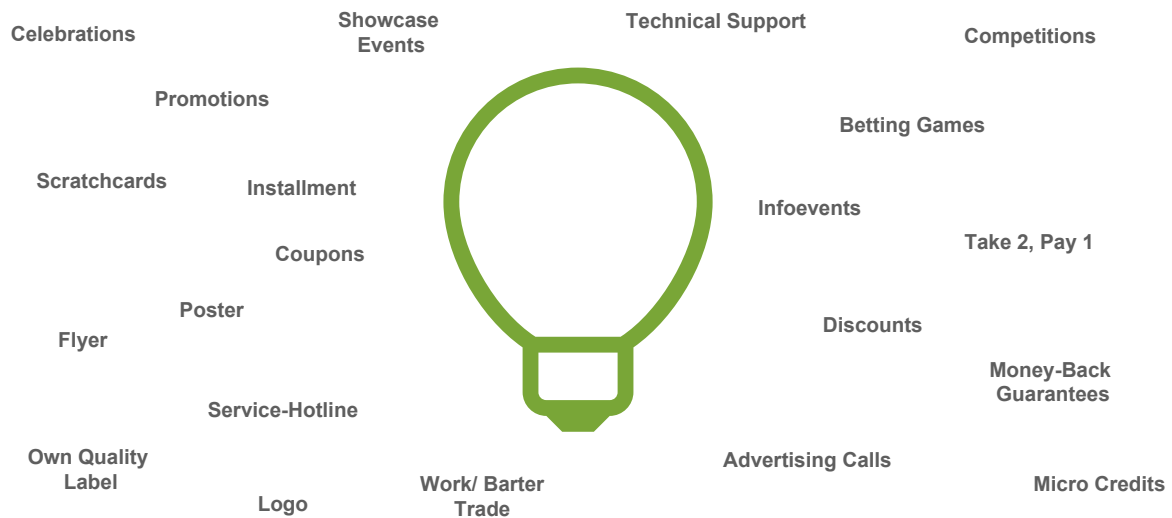 Celebrations
Showcase
Events
Technical Support
Competitions
Promotions
Betting Games
Scratchcards
Installment
Infoevents
Take 2, Pay 1
Coupons
Poster
Flyer
Discounts
Money-Back
Guarantees
Service-Hotline
Own Quality
Label
Advertising Calls
Logo
Work/ Barter
Trade
Micro Credits